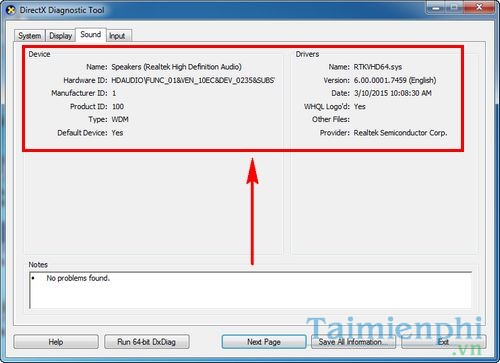 DirectX Diagnostic Tool
System Display Sound Input
Device
Name: Speakers (Realtek High Definition Audio)
Hardware ID: HDAUDIO\FUNC_01&VEN_10EC&DEV_0235&SUBS
Manufacturer ID: 1
Product ID: 100
Type: WDM
Default Device: Yes
Drivers
Name: RTKVHD64.sys
Version: 6.00.0001.7459 (English)
Date: 3/10/2015 10:08:30 AM
WHQL Logo'd: Yes
Other Files:
Provider: Realtek Semiconductor Corp.
Notes
• No problems found.
Help Run 64-bit DxDiag Next Page Save All Information... Exit
Taimienphi
.vn